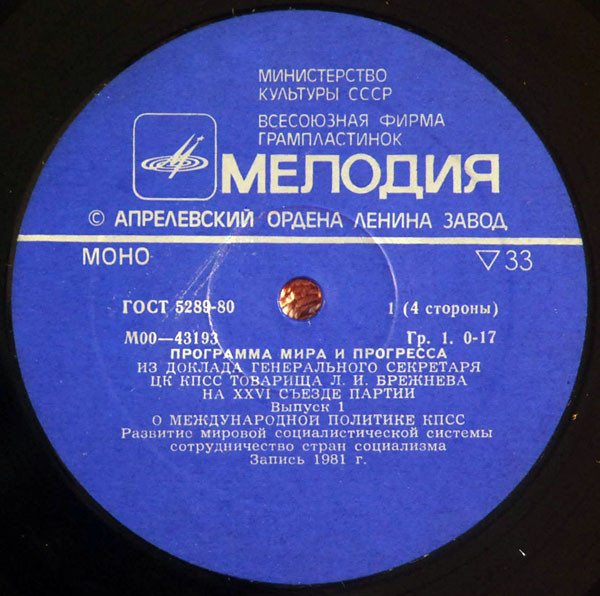 МИНИСТЕРСТВО
КУЛЬТУРЫ СССР
ВСЕСОЮЗНАЯ ФИРМА
ГРАМПЛАСТИНОК
МЕЛОДИЯ
© АПРЕЛЕВСКИЙ ОРДЕНА ЛЕНИНА ЗАВОД
МОНО ▽ 33
ГОСТ 5289-80 1 (4 стороны)
М00—43193 Гр. 1. 0-17
ПРОГРАММА МИРА И ПРОГРЕССА
ИЗ ДОКЛАДА ГЕНЕРАЛЬНОГО СЕКРЕТАРЯ
ЦК КПСС ТОВАРИЩА Л. И. БРЕЖНЕВА
НА XXVI СЪЕЗДЕ ПАРТИИ
Выпуск 1
О МЕЖДУНАРОДНОЙ ПОЛИТИКЕ КПСС
Развитие мировой социалистической системы
сотрудничество стран социализма
Запись 1981 г.